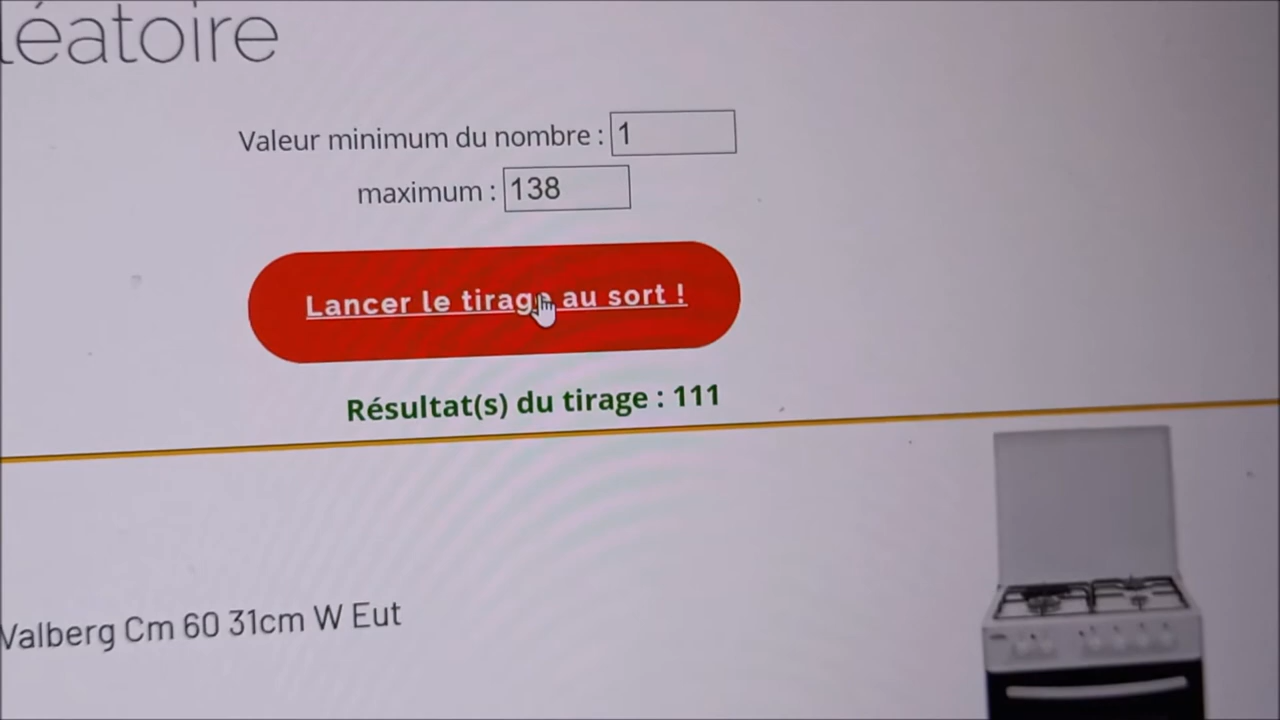 léatoire
Valeur minimum du nombre : 1
maximum : 138
Lancer le tirage au sort !
Résultat(s) du tirage : 111
Valberg Cm 60 31cm W Eut